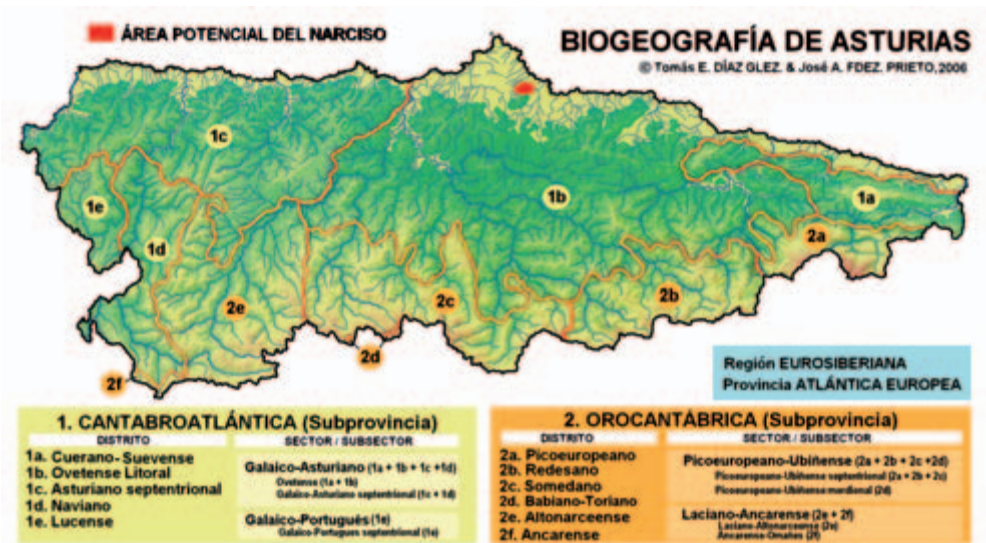 ÁREA POTENCIAL DEL NARCISO
BIOGEOGRAFÍA DE ASTURIAS
© Tomás E. DÍAZ GLEZ. & José A. FDEZ. PRIETO, 2006
1c
1b
1a
1e
1d
2a
2e
2c
2b
2d
2f
Región EUROSIBERIANA
Provincia ATLÁNTICA EUROPEA
1. CANTABROATLÁNTICA (Subprovincia)
DISTRITO
SECTOR / SUBSECTOR
1a. Cuerano-Suevense
1b. Ovetense Litoral
1c. Asturiano septentrional
1d. Naviano
1e. Lucense
Galaico-Asturiano (1a + 1b + 1c +1d)
Ovetense (1a + 1b)
Galaico-Asturiano septentrional (1c + 1d)
Galaico-Portugués (1e)
Galaico-Portugues septentrional (1e)
2. OROCANTÁBRICA (Subprovincia)
DISTRITO
SECTOR / SUBSECTOR
2a. Picoeuropeano
2b. Redesano
2c. Somedano
2d. Babiano-Toriano
2e. Altonarceense
2f. Ancarense
Picoeuropeano-Ubiñense (2a + 2b + 2c +2d)
Picoeuropeano-Ubiñense septentrional (2a + 2b + 2c)
Picoeuropeano-Ubiñense meridional (2d)
Laciano-Ancarense (2e + 2f)
Laciano-Altonarceense (2e)
Ancarense-Omañes (2f)